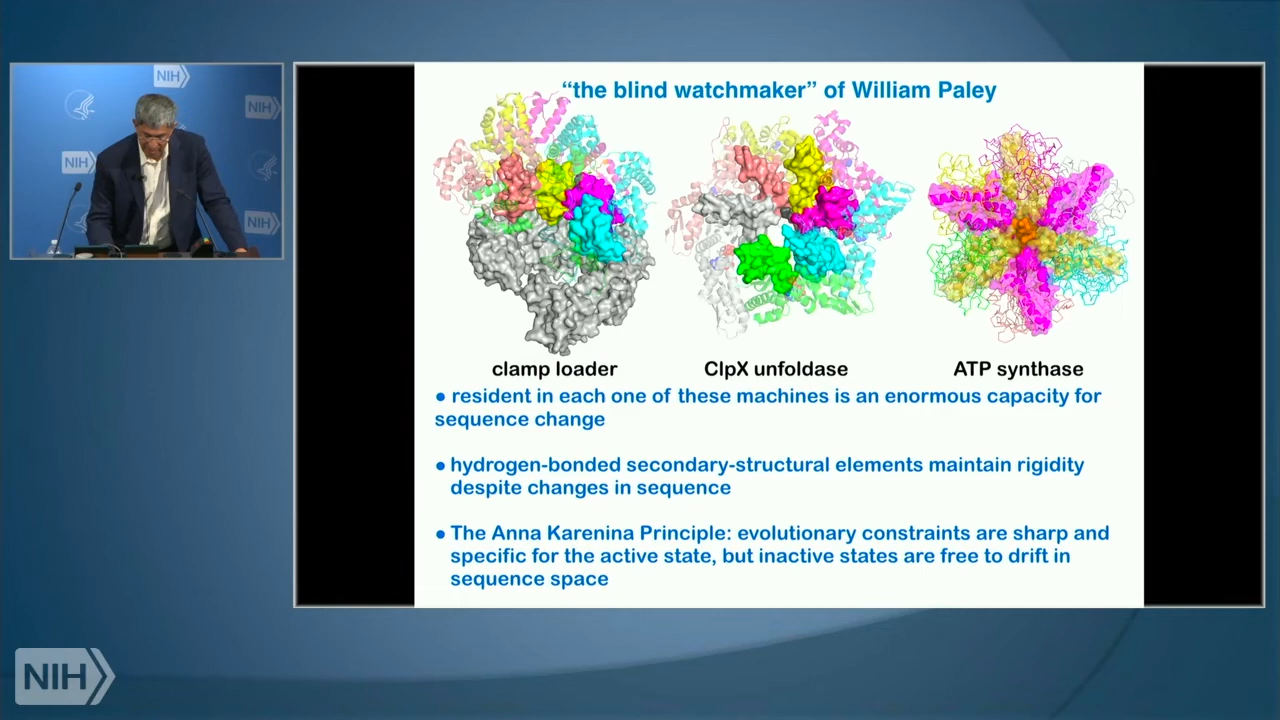 NIH
NIH
NIH
NIH
"the blind watchmaker" of William Paley
clamp loader
ClpX unfoldase
ATP synthase
● resident in each one of these machines is an enormous capacity for
sequence change
● hydrogen-bonded secondary-structural elements maintain rigidity
despite changes in sequence
● The Anna Karenina Principle: evolutionary constraints are sharp and
specific for the active state, but inactive states are free to drift in
sequence space
NIH